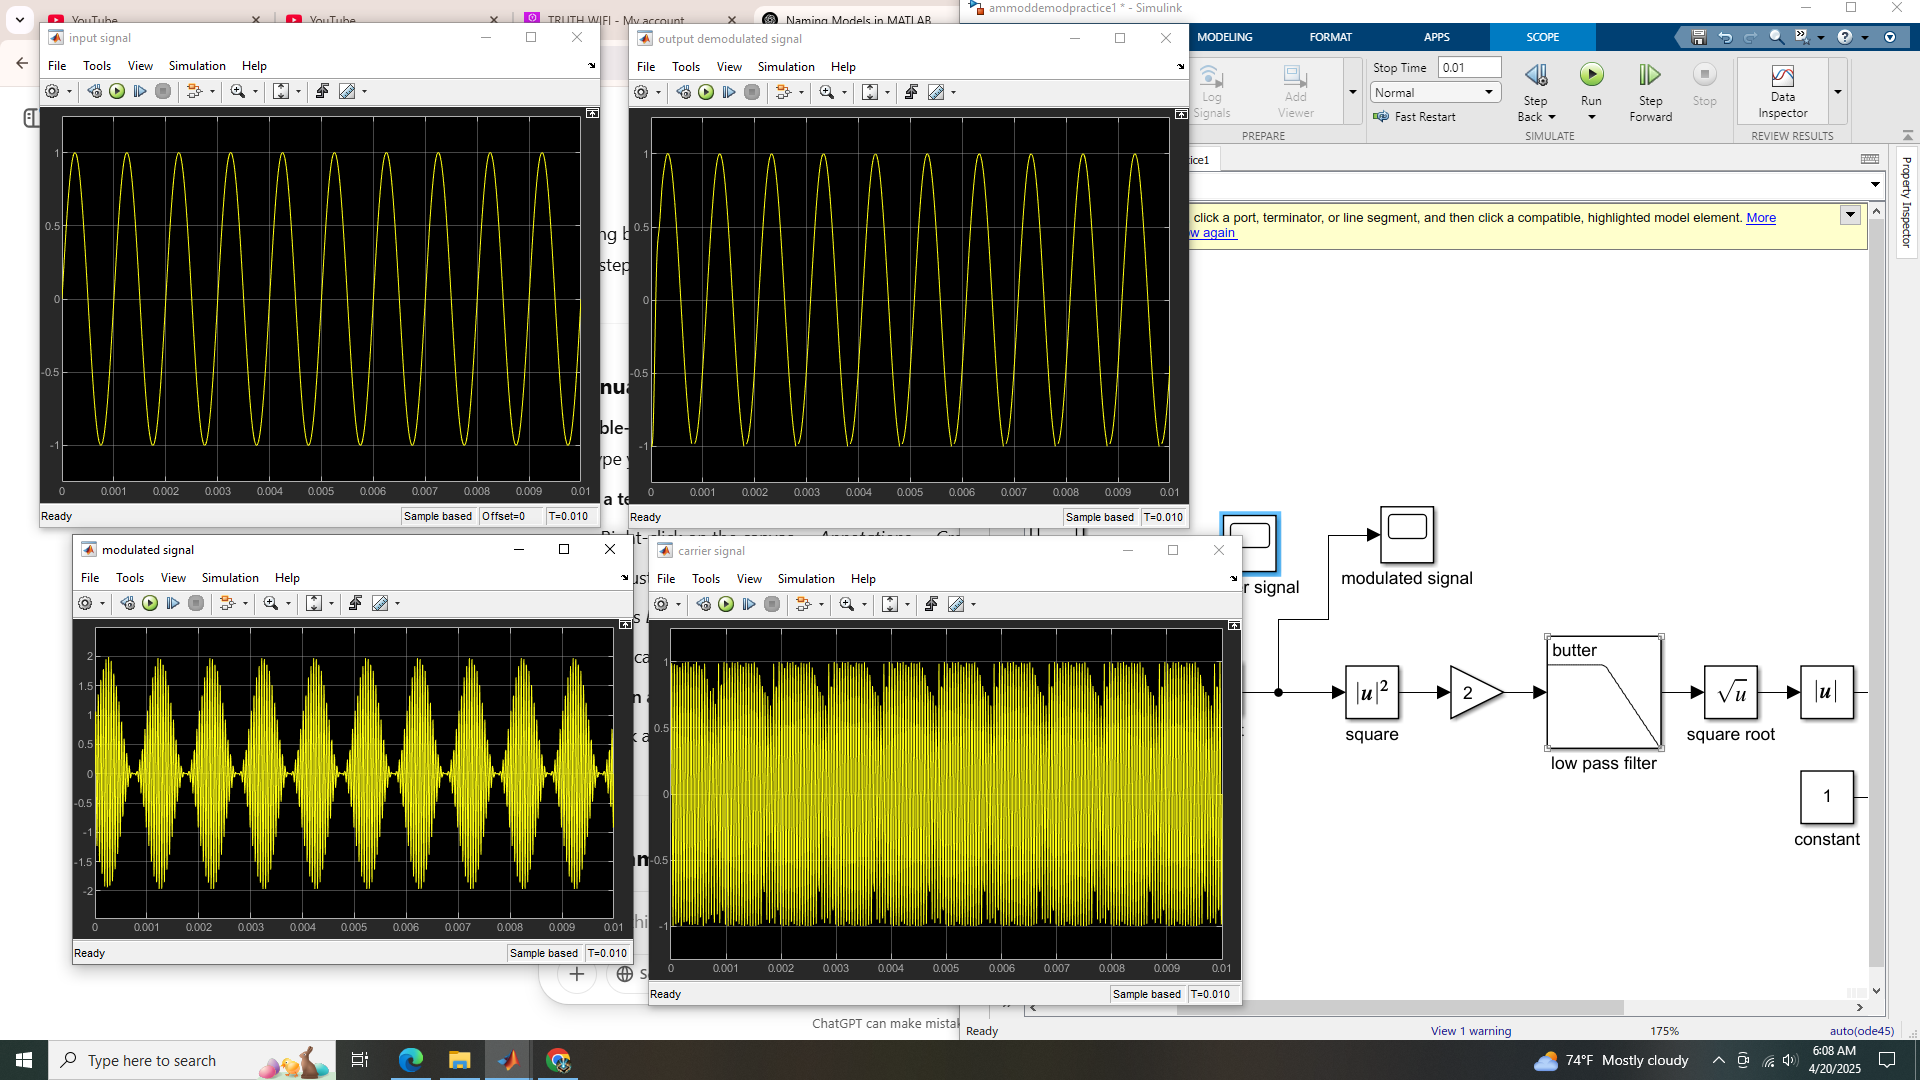 YouTube
YouTube
TRUTH WIFI - My account
Naming Models in MATLAB
ammoddemodpractice1 * - Simulink
input signal
File Tools View Simulation Help
1
0.5
0
-0.5
-1
0 0.001 0.002 0.003 0.004 0.005 0.006 0.007 0.008 0.009 0.01
Ready
Sample based Offset=0 T=0.010
output demodulated signal
File Tools View Simulation Help
1
0.5
0
-0.5
-1
0 0.001 0.002 0.003 0.004 0.005 0.006 0.007 0.008 0.009 0.01
Ready
Sample based T=0.010
modulated signal
File Tools View Simulation Help
2
1.5
1
0.5
0
-0.5
-1
-1.5
-2
0 0.001 0.002 0.003 0.004 0.005 0.006 0.007 0.008 0.009 0.01
Ready
Sample based T=0.010
carrier signal
File Tools View Simulation Help
1
0.5
0
-0.5
-1
0 0.001 0.002 0.003 0.004 0.005 0.006 0.007 0.008 0.009 0.01
Ready
Sample based T=0.010
MODELING FORMAT APPS SCOPE
Log Signals
Add Viewer
PREPARE
Stop Time 0.01
Normal
Fast Restart
Step Back
Run
Step Forward
Stop
SIMULATE
Data Inspector
REVIEW RESULTS
Property Inspector
ice1
click a port, terminator, or line segment, and then click a compatible, highlighted model element. More
w again
r signal
modulated signal
|u|²
square
2
butter
low pass filter
√u
square root
|u|
1
constant
ChatGPT can make mistak
Ready
View 1 warning
175%
auto(ode45)
Type here to search
74°F Mostly cloudy
6:08 AM
4/20/2025